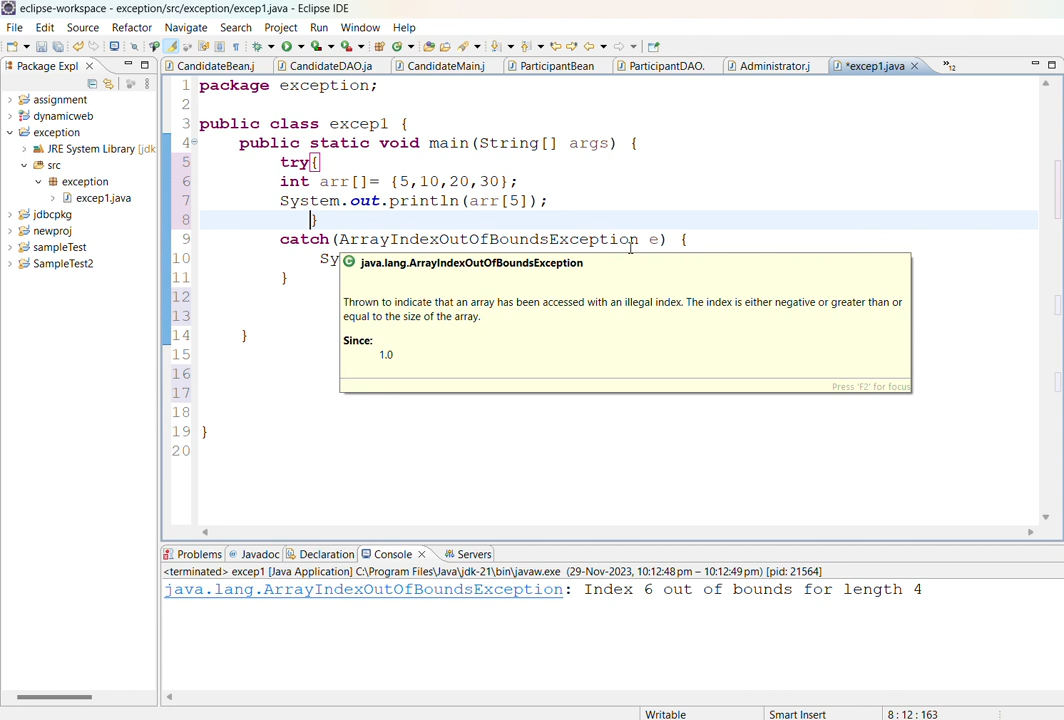 eclipse-workspace - exception/src/exception/excep1.java - Eclipse IDE
File Edit Source Refactor Navigate Search Project Run Window Help
Package Expl
CandidateBean.j CandidateDAO.ja CandidateMain.j ParticipantBean ParticipantDAO. Administrator.j *excep1.java »12
assignment
dynamicweb
exception
JRE System Library [jdk
src
exception
excep1.java
jdbcpkg
newproj
sampleTest
SampleTest2
1 package exception;
2
3 public class excep1 {
4 public static void main(String[] args) {
5 try{
6 int arr[]= {5,10,20,30};
7 System.out.println(arr[5]);
8 }
9 catch(ArrayIndexOutOfBoundsException e) {
10 Sy
11 }
12
13
14 }
15
16
17
18
19 }
20
java.lang.ArrayIndexOutOfBoundsException
Thrown to indicate that an array has been accessed with an illegal index. The index is either negative or greater than or
equal to the size of the array.
Since:
1.0
Press 'F2' for focus
Problems @ Javadoc Declaration Console Servers
<terminated> excep1 [Java Application] C:\Program Files\Java\jdk-21\bin\javaw.exe (29-Nov-2023, 10:12:48 pm – 10:12:49 pm) [pid: 21564]
java.lang.ArrayIndexOutOfBoundsException: Index 6 out of bounds for length 4
Writable Smart Insert 8 : 12 : 163